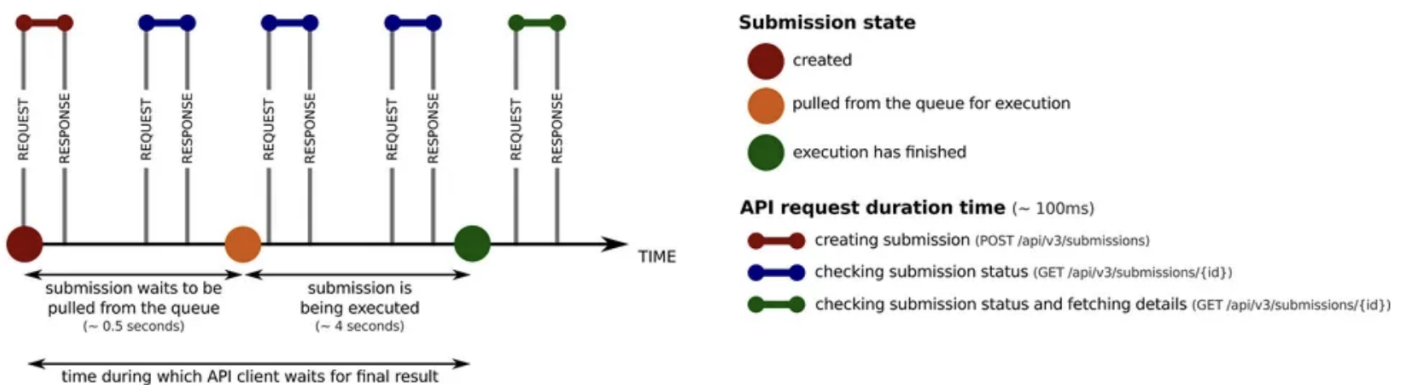 REQUEST
RESPONSE
REQUEST
RESPONSE
REQUEST
RESPONSE
REQUEST
RESPONSE
REQUEST
RESPONSE
TIME
submission waits to be
pulled from the queue
(~ 0.5 seconds)
submission is
being executed
(~ 4 seconds)
time during which API client waits for final result
Submission state
created
pulled from the queue for execution
execution has finished
API request duration time (~ 100ms)
creating submission (POST /api/v3/submissions)
checking submission status (GET /api/v3/submissions/{id})
checking submission status and fetching details (GET /api/v3/submissions/{id})